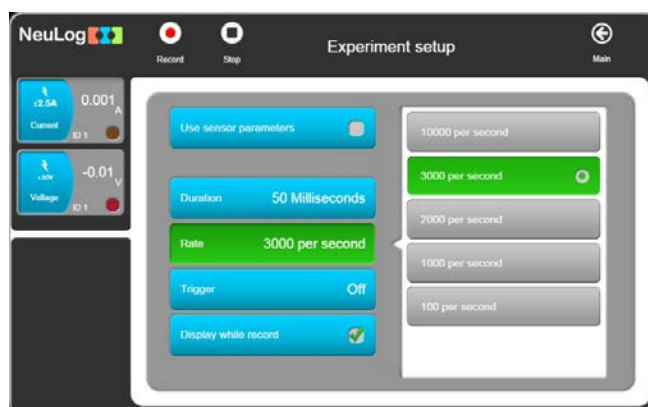 NeuLog
Record
Stop
Experiment setup
Main
±2.5A
0.001 A
Current
ID 1
±20V
-0.01 V
Voltage
ID 1
Use sensor parameters
Duration 50 Milliseconds
Rate 3000 per second
Trigger Off
Display while record
10000 per second
3000 per second
2000 per second
1000 per second
100 per second